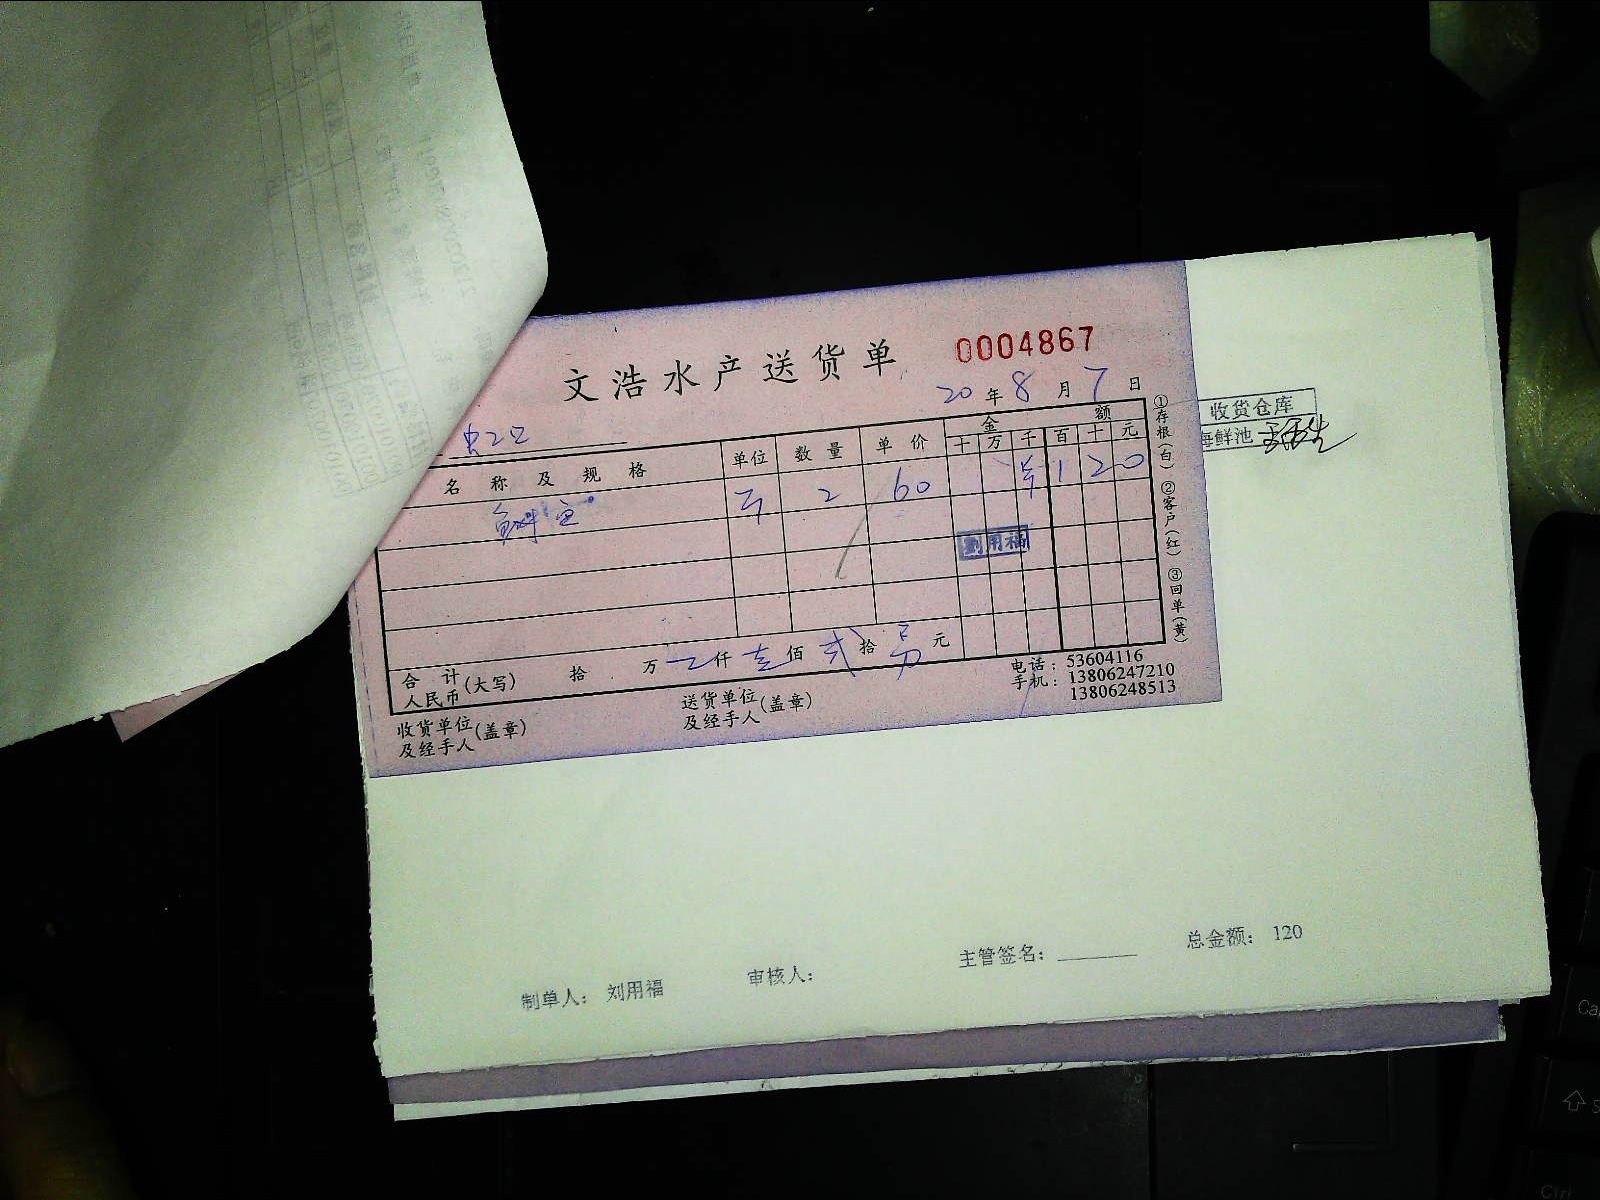 文浩水产送货单 0004867
20年8月7日
名称及规格 单位 数量 单价 金额
十万千百十元
2 60 ¥120
刘用福
合计人民币(大写) 拾 万 仟壹佰贰拾另元
收货单位及经手人(盖章) 送货单位及经手人(盖章)
电话:53604116
手机:13806247210
13806248513
①存根(白) ②客户(红) ③回单(黄)
收货仓库
海鲜池
制单人: 刘用福 审核人: 主管签名: 总金额: 120